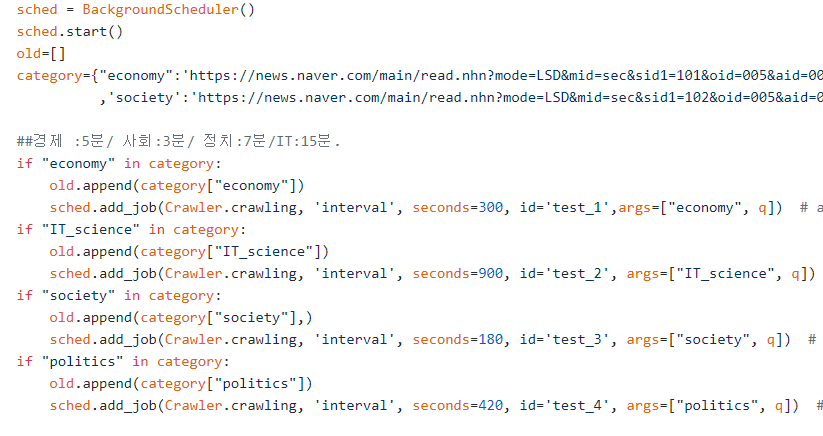 sched = BackgroundScheduler()
sched.start()
old=[]
category={"economy":'https://news.naver.com/main/read.nhn?mode=LSD&mid=sec&sid1=101&oid=005&aid=00
,'society':'https://news.naver.com/main/read.nhn?mode=LSD&mid=sec&sid1=102&oid=005&aid=0
##경제 :5분/ 사회:3분/ 정치:7분/IT:15분.
if "economy" in category:
old.append(category["economy"])
sched.add_job(Crawler.crawling, 'interval', seconds=300, id='test_1',args=["economy", q])  # a
if "IT_science" in category:
old.append(category["IT_science"])
sched.add_job(Crawler.crawling, 'interval', seconds=900, id='test_2', args=["IT_science", q])
if "society" in category:
old.append(category["society"],)
sched.add_job(Crawler.crawling, 'interval', seconds=180, id='test_3', args=["society", q])  #
if "politics" in category:
old.append(category["politics"])
sched.add_job(Crawler.crawling, 'interval', seconds=420, id='test_4', args=["politics", q])  #